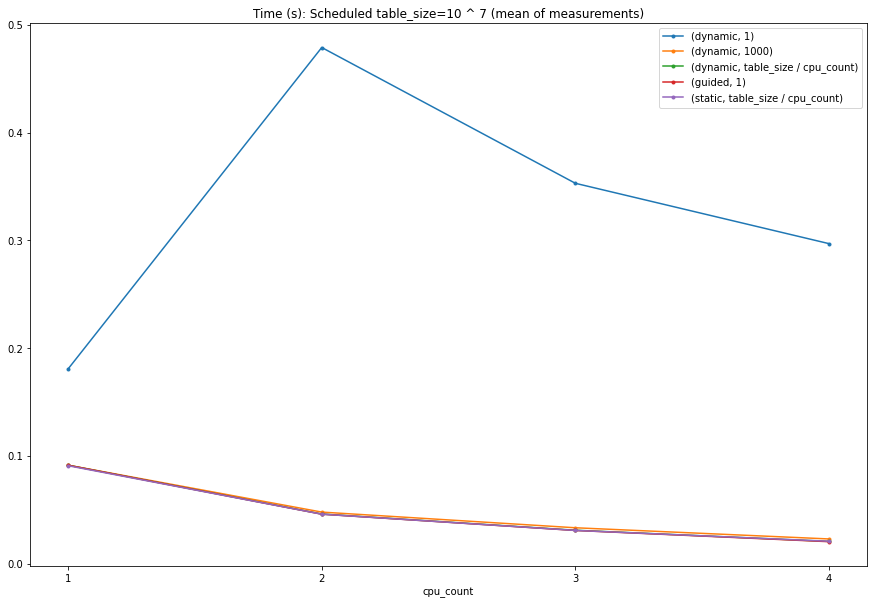 Time (s): Scheduled table_size=10 ^ 7 (mean of measurements)
(dynamic, 1)
(dynamic, 1000)
(dynamic, table_size / cpu_count)
(guided, 1)
(static, table_size / cpu_count)
0.5
0.4
0.3
0.2
0.1
0.0
1 2 3 4
cpu_count